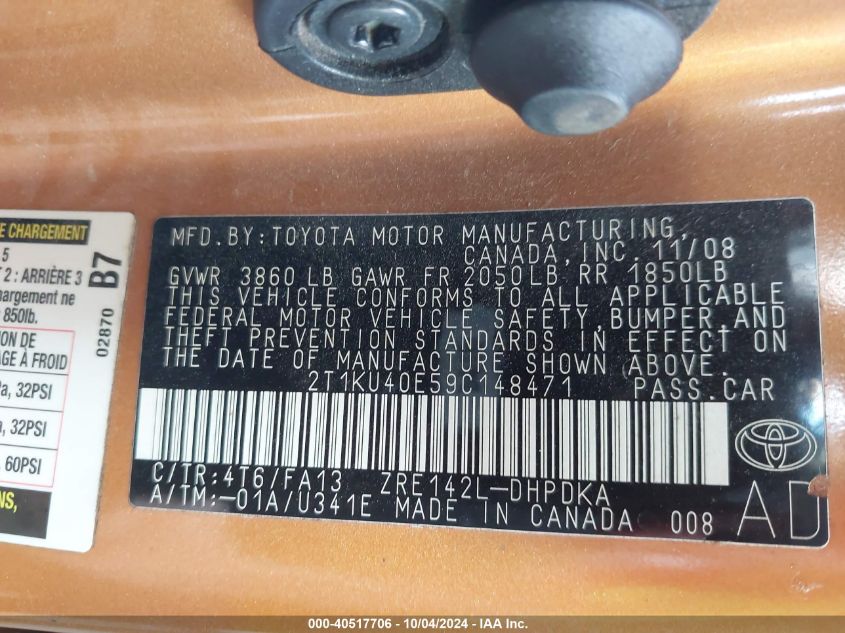 E CHARGEMENT
5
2 : ARRIÈRE 3
hargement ne
850lb.
ION DE
AGE À FROID
a, 32PSI
a, 32PSI
, 60PSI
NS,
02870
B7
MFD.BY:TOYOTA MOTOR MANUFACTURING,
CANADA,INC. 11/08
GVWR 3860 LB GAWR FR 2050LB RR 1850LB
THIS VEHICLE CONFORMS TO ALL APPLICABLE
FEDERAL MOTOR VEHICLE SAFETY,BUMPER,AND
THEFT PREVENTION STANDARDS IN EFFECT ON
THE DATE OF MANUFACTURE SHOWN ABOVE.
2T1KU40E59C148471 PASS.CAR
C/TR:4T6/FA13 ZRE142L-DHPDKA
A/TM:-01A/U341E MADE IN CANADA 008
AD
000-40517706 - 10/04/2024 - IAA Inc.